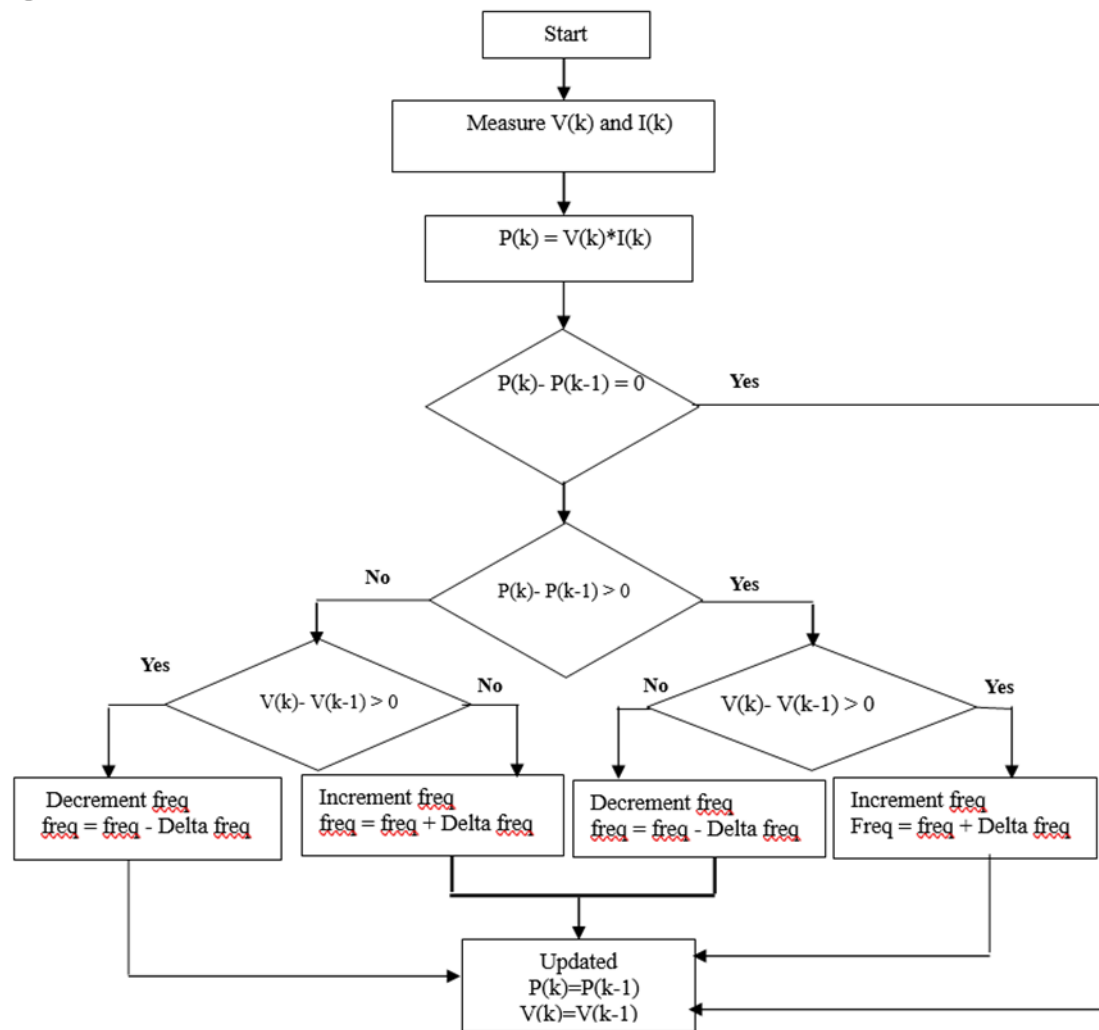 Start
Measure V(k) and I(k)
P(k) = V(k)*I(k)
P(k)- P(k-1) = 0
Yes
No
P(k)- P(k-1) > 0
Yes
Yes
V(k)- V(k-1) > 0
No
No
V(k)- V(k-1) > 0
Yes
Decrement freq
freq = freq - Delta freq
Increment freq
freq = freq + Delta freq
Decrement freq
freq = freq - Delta freq
Increment freq
Freq = freq + Delta freq
Updated
P(k)=P(k-1)
V(k)=V(k-1)